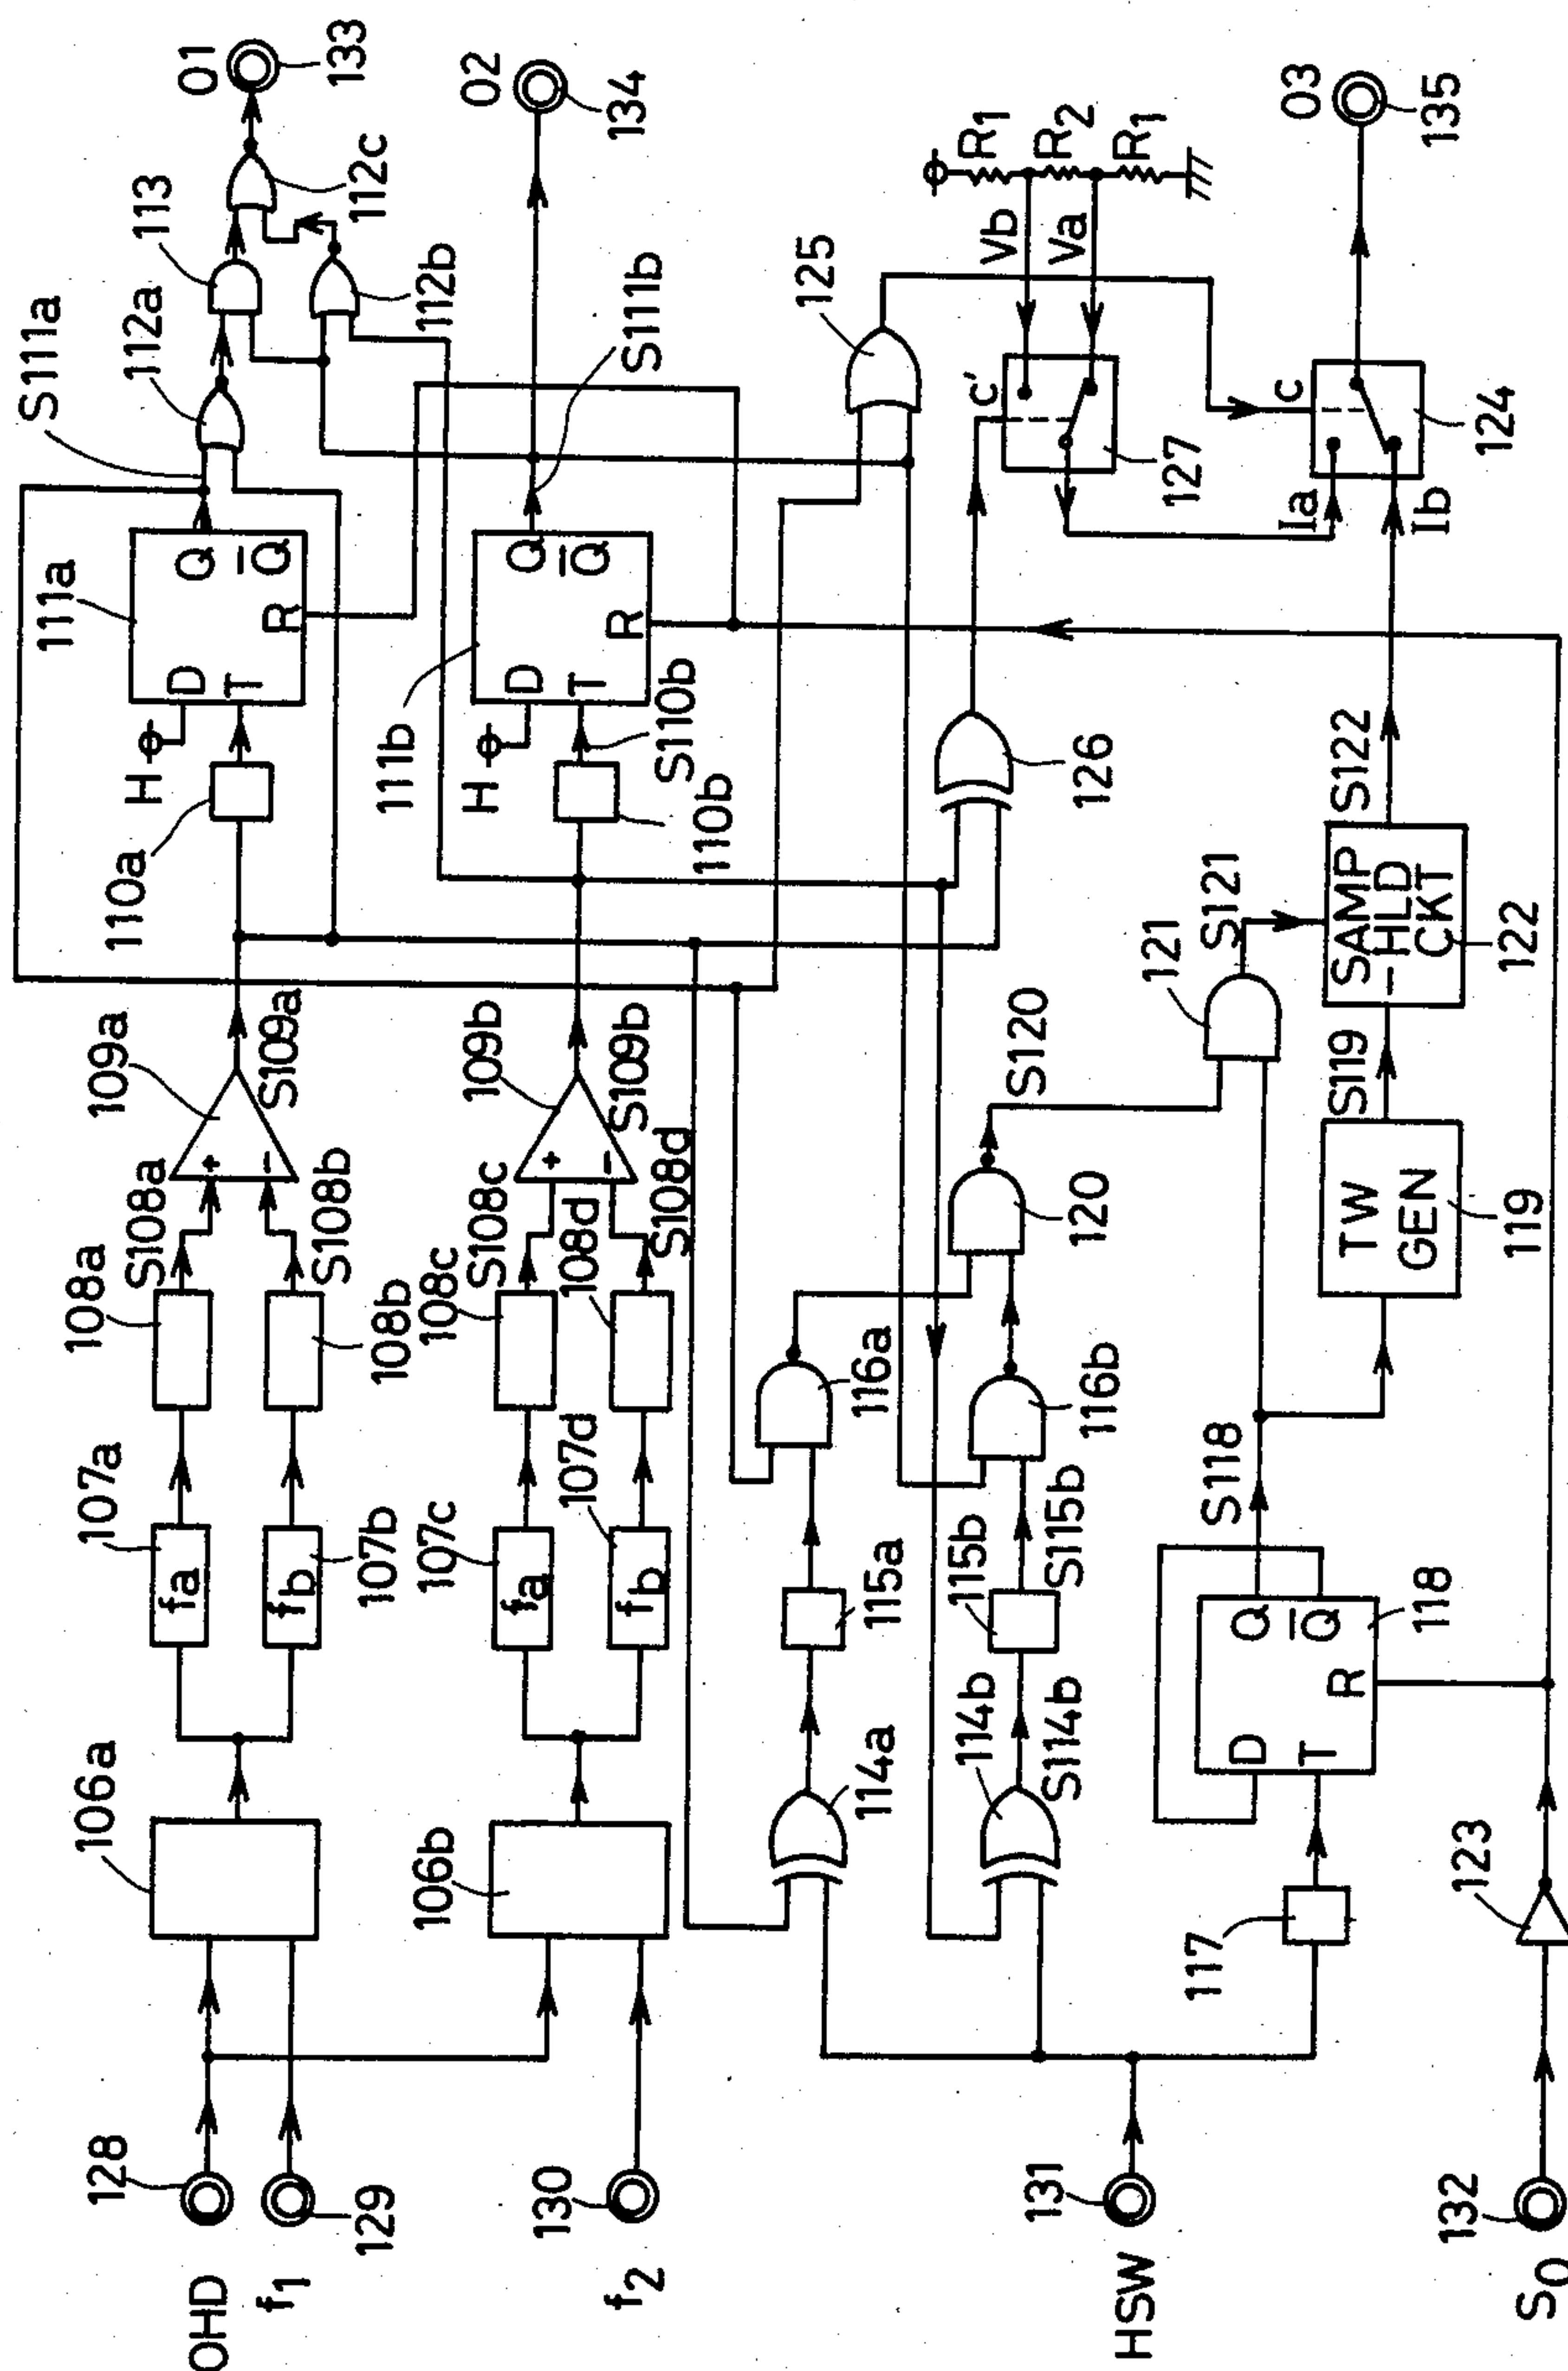 OHD
128
f1
129
130
f2
131
HSW
132
S0
106a
106b
114a
114b
S114b
117
123
107a
fa
fb
107b
107c
fa
107d
fb
115a
115b
S115b
D
T
R
Q
Q̅
118
S118
108a
S108a
108b
S108b
108c
S108c
108d
S108d
116a
116b
120
S120
TW
GEN
119
S119
109a
S109a
109b
S109b
121
S121
SAMP
-HLD
CKT
122
S122
110a
H
110b
S110b
H
126
111a
D
T
Q
Q̅
R
111b
D
T
Q
Q̅
R
S111a
112a
S111b
112b
113
112c
125
c'
127
Vb
Va
R1
R2
R1
Ia
Ib
c
124
O1
133
O2
134
O3
135